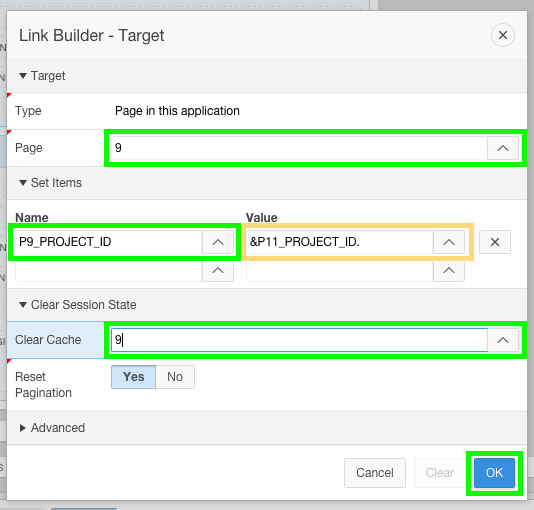 Link Builder - Target
Target
Type Page in this application
Page 9
Set Items
Name Value
P9_PROJECT_ID &P11_PROJECT_ID.
Clear Session State
Clear Cache 9
Reset Pagination Yes No
Advanced
Cancel Clear OK